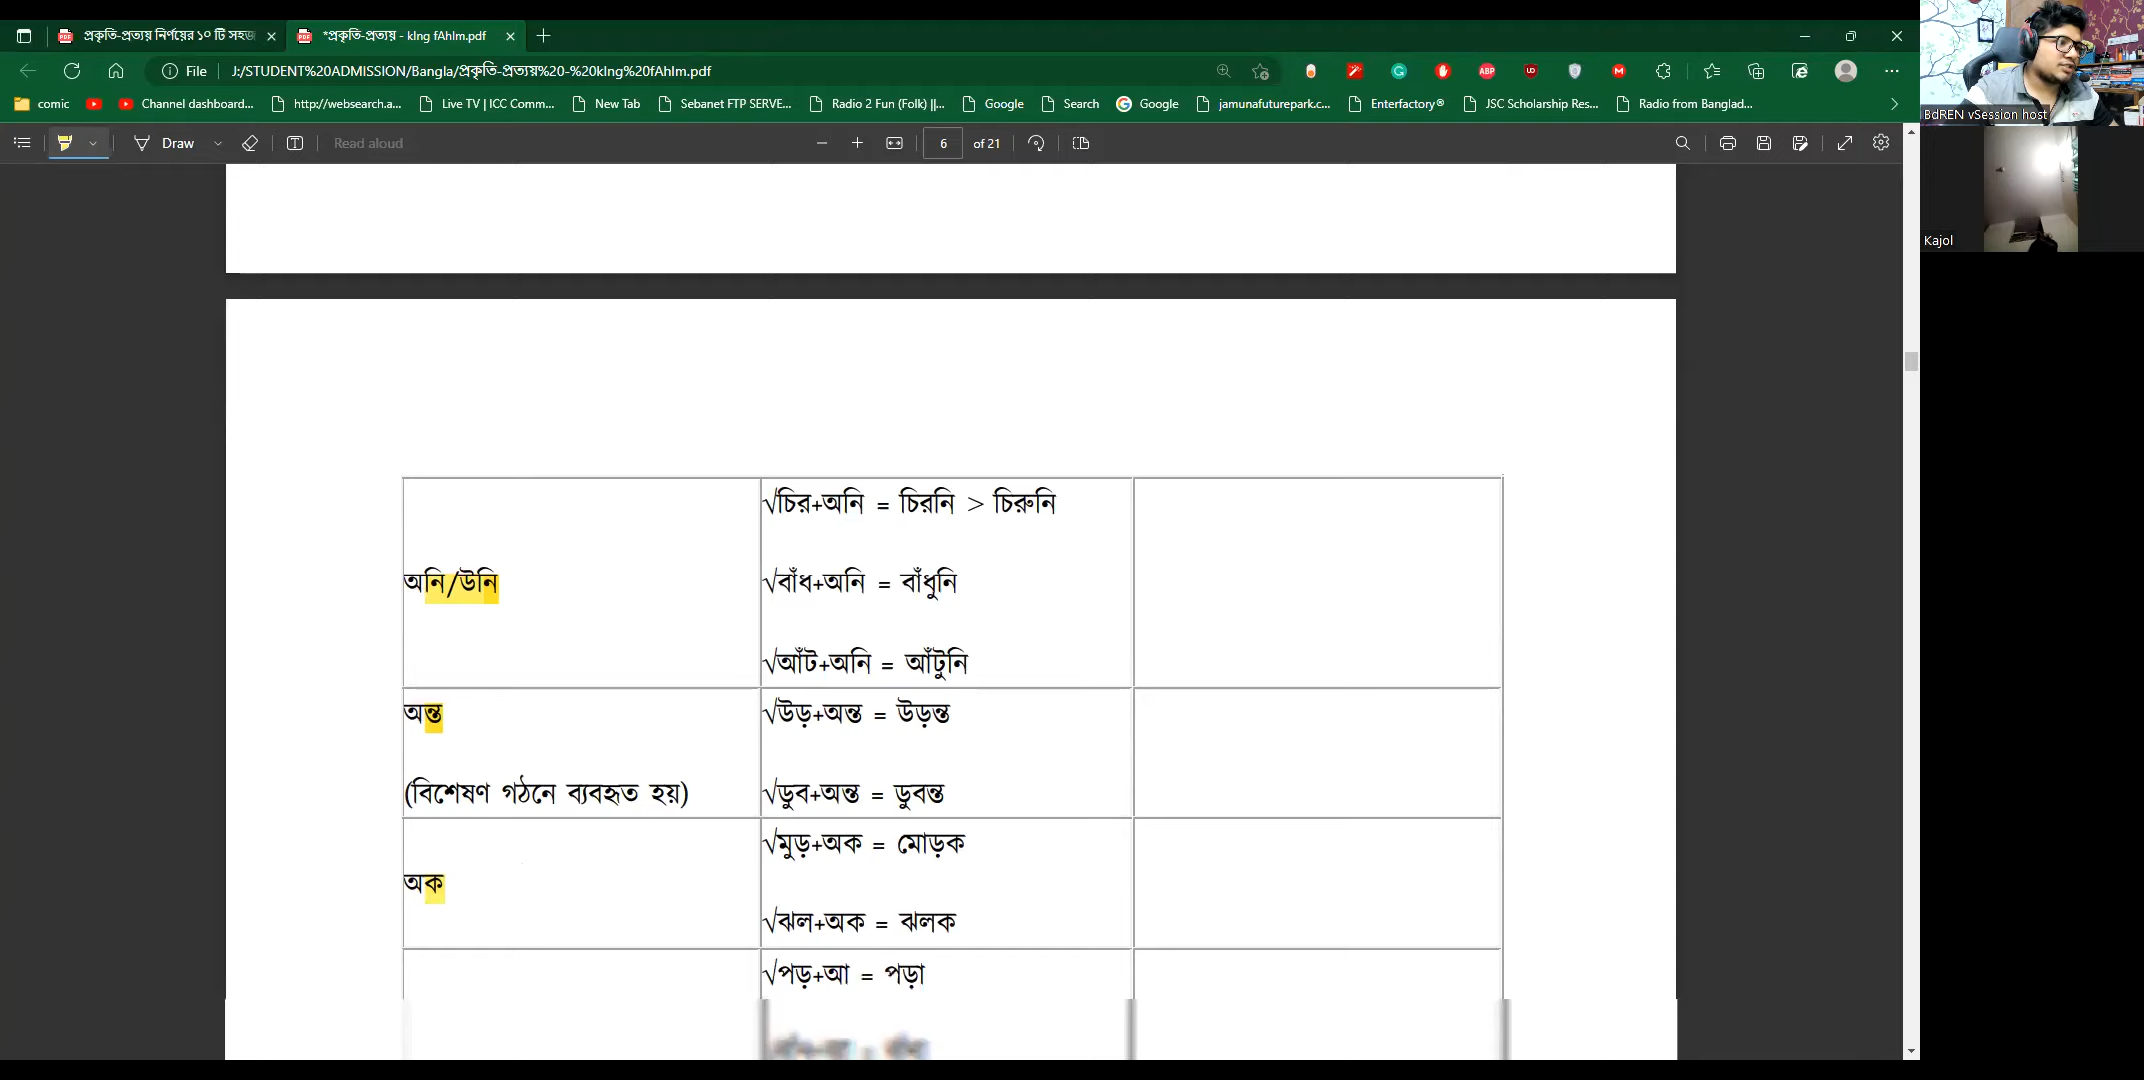 প্রকৃতি-প্রত্যয় নির্ণয়ের ১০ টি সহজ
*প্রকৃতি-প্রত্যয় - kIng fAhIm.pdf
File
J:/STUDENT%20ADMISSION/Bangla/প্রকৃতি-প্রত্যয়%20-%20kIng%20fAhIm.pdf
comic
Channel dashboard...
http://websearch.a...
Live TV | ICC Comm...
New Tab
Sebanet FTP SERVE...
Radio 2 Fun (Folk) ||...
Google
Search
Google
jamunafuturepark.c...
Enterfactory®
JSC Scholarship Res...
Radio from Banglad...
Draw
Read aloud
6 of 21
BdREN vSession host
Kajol
অনি/উনি
√চির+অনি = চিরনি > চিরুনি
√বাঁধ+অনি = বাঁধুনি
√আঁট+অনি = আঁটুনি
অন্ত
(বিশেষণ গঠনে ব্যবহৃত হয়)
√উড়+অন্ত = উড়ন্ত
√ডুব+অন্ত = ডুবন্ত
অক
√মুড়+অক = মোড়ক
√ঝল+অক = ঝলক
√পড়+আ = পড়া